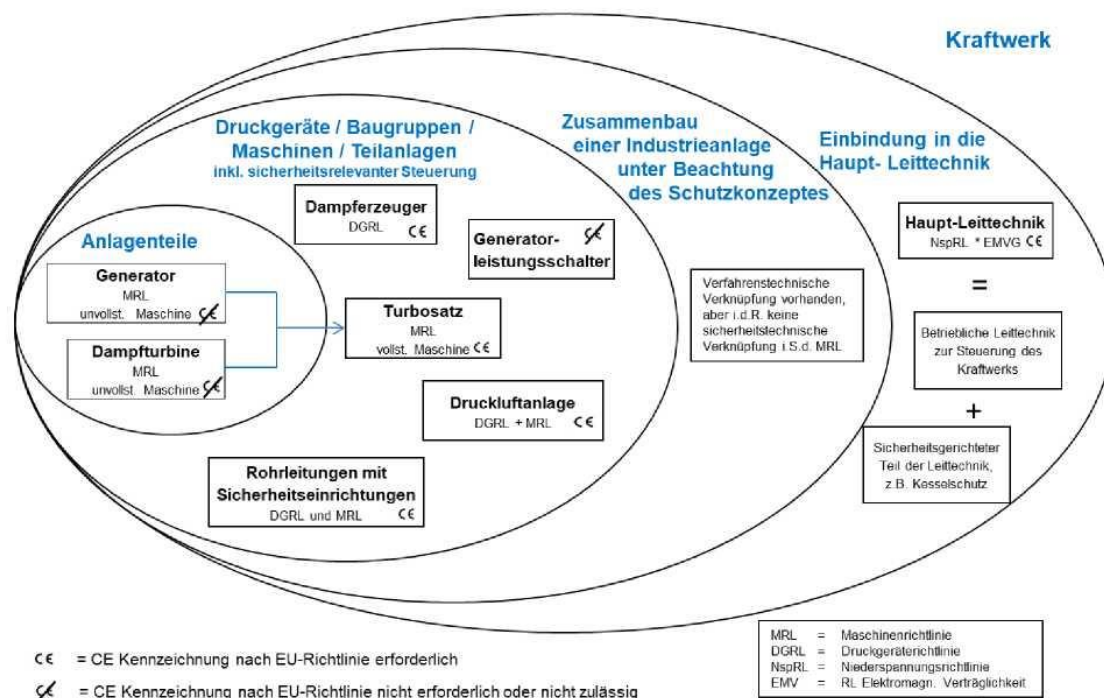 Kraftwerk
Druckgeräte / Baugruppen /
Maschinen / Teilanlagen
inkl. sicherheitsrelevanter Steuerung
Zusammenbau
einer Industrieanlage
unter Beachtung
des Schutzkonzeptes
Einbindung in die
Haupt- Leittechnik
Anlagenteile
Generator
MRL
unvollst. Maschine CE
Dampfturbine
MRL
unvollst. Maschine CE
Dampferzeuger
DGRL CE
Generator- CE
leistungsschalter
Turbosatz
MRL
vollst. Maschine CE
Druckluftanlage
DGRL + MRL CE
Rohrleitungen mit
Sicherheitseinrichtungen
DGRL und MRL CE
Verfahrenstechnische
Verknüpfung vorhanden,
aber i.d.R. keine
sicherheitstechnische
Verknüpfung i.S.d. MRL
Haupt-Leittechnik
NspRL * EMVG CE
=
Betriebliche Leittechnik
zur Steuerung des
Kraftwerks
+
Sicherheitsgerichteter
Teil der Leittechnik,
z.B. Kesselschutz
CE = CE Kennzeichnung nach EU-Richtlinie erforderlich
CE = CE Kennzeichnung nach EU-Richtlinie nicht erforderlich oder nicht zulässig
MRL = Maschinenrichtlinie
DGRL = Druckgeräterichtlinie
NspRL = Niederspannungsrichtlinie
EMV = RL Elektromagn. Verträglichkeit